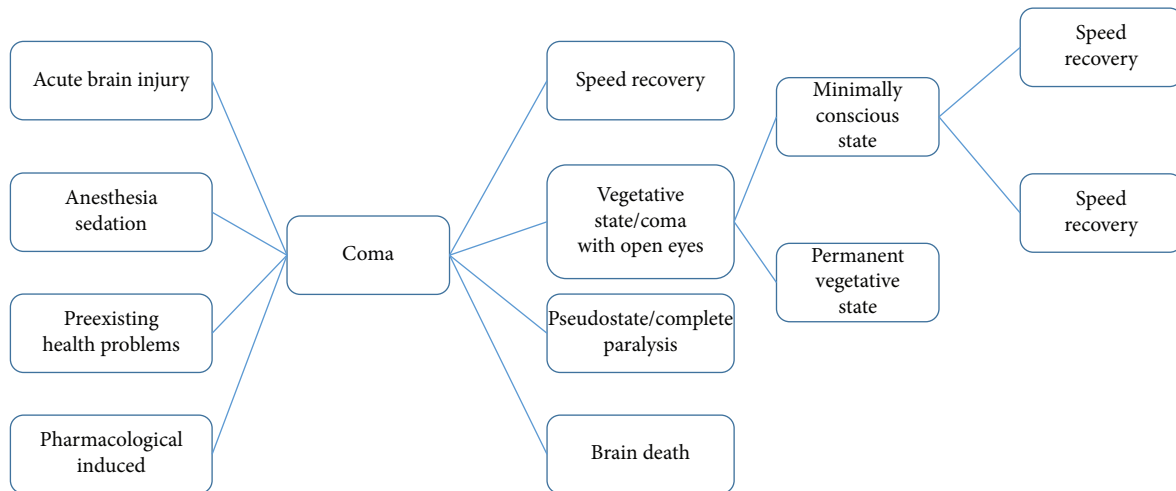 Acute brain injury
Anesthesia
sedation
Preexisting
health problems
Pharmacological
induced
Coma
Speed recovery
Vegetative
state/coma
with open eyes
Pseudostate/complete
paralysis
Brain death
Minimally
conscious
state
Permanent
vegetative
state
Speed
recovery
Speed
recovery